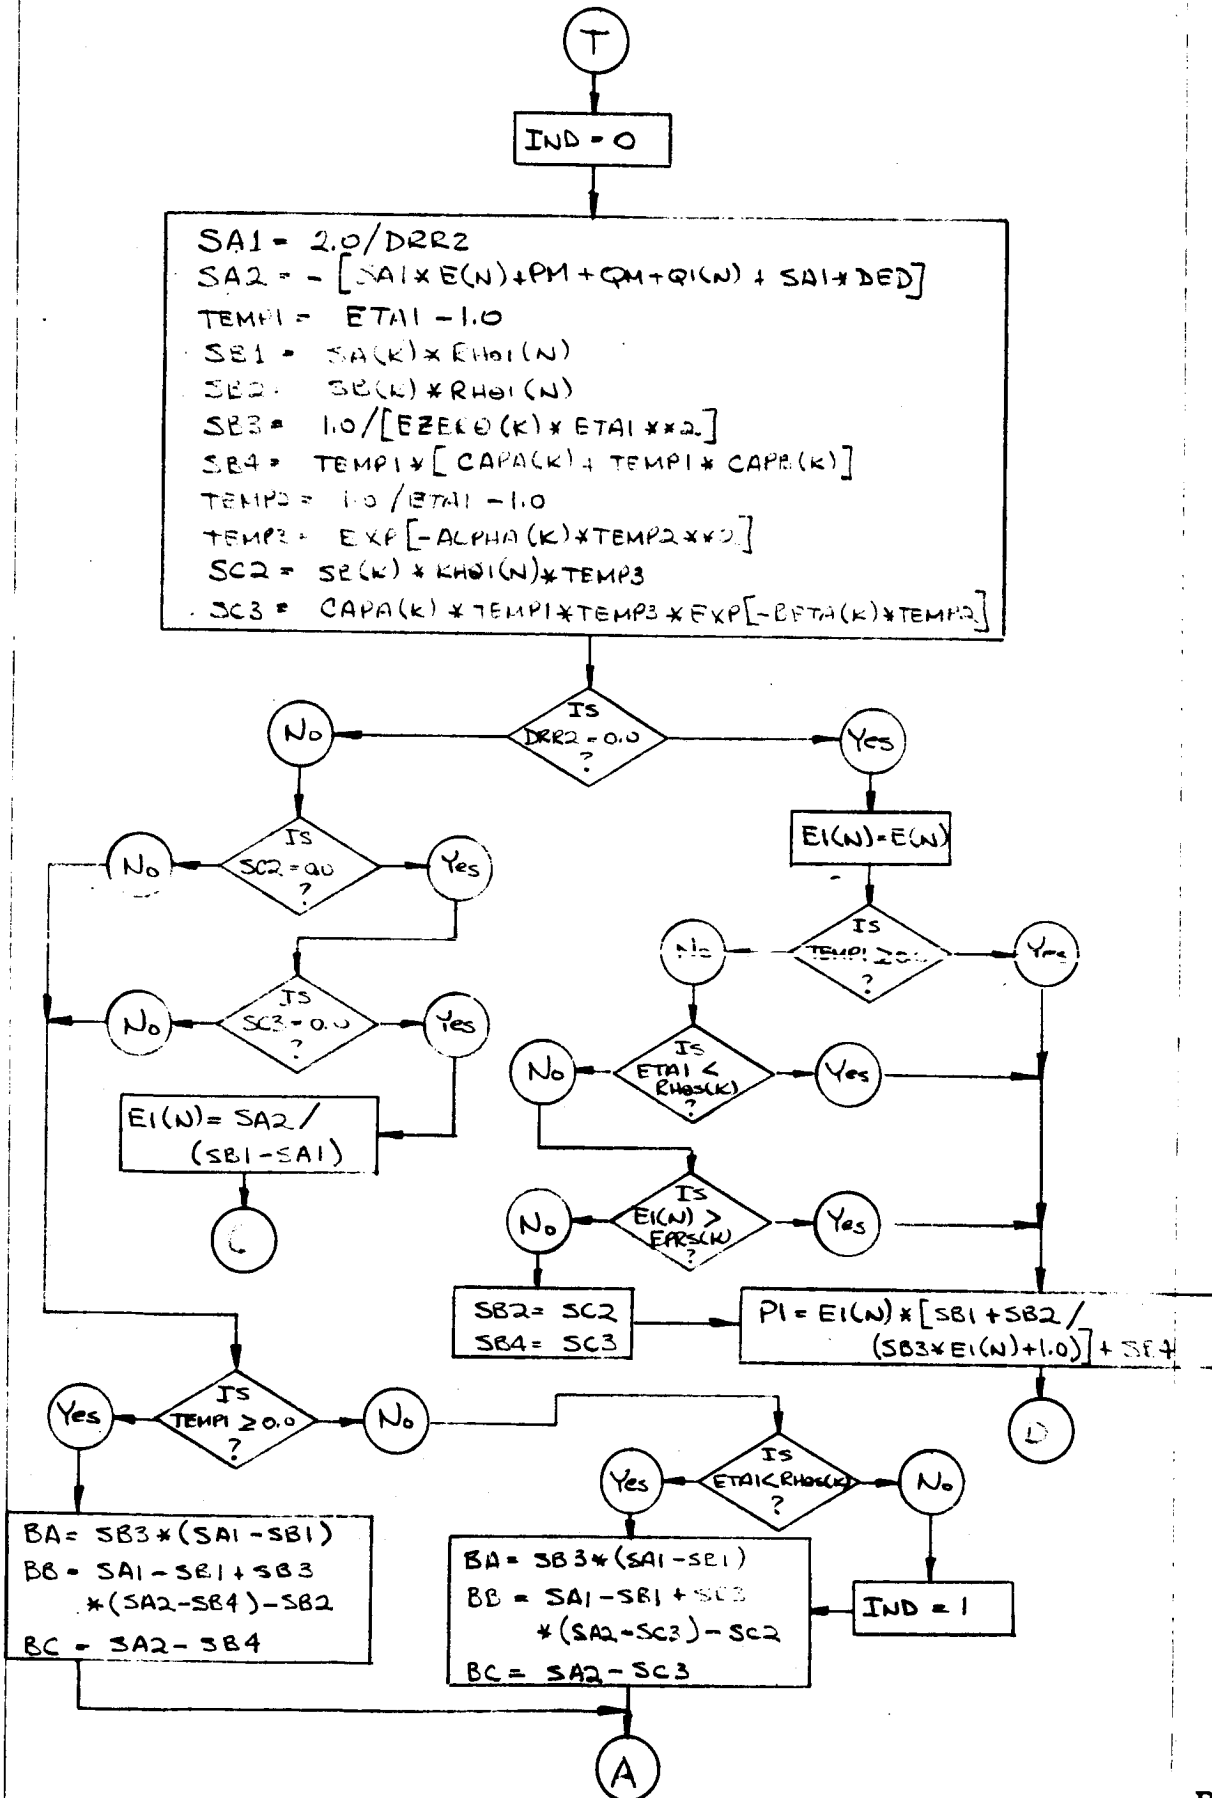 T
IND = 0
SA1 = 2.0/DRR2
SA2 = -[SA1*E(N)+PM+QM+Q1(N)+SA1*DED]
TEMP1 = ETA1-1.0
SB1 = SA(K)*RHO1(N)
SB2 = SB(K)*RHO1(N)
SB3 = 1.0/[EZERO(K)*ETA1**2]
SB4 = TEMP1*[CAPA(K)+TEMP1*CAPB(K)]
TEMP2 = 1.0/ETA1-1.0
TEMP3 = EXP[-ALPHA(K)*TEMP2**2]
SC2 = SB(K)*RHO1(N)*TEMP3
SC3 = CAPA(K)*TEMP1*TEMP3*EXP[-BETA(K)*TEMP2]
No
IS
DRR2=0.0
?
Yes
E1(N)=E(N)
No
IS
SC2=0.0
?
Yes
No
IS
TEMP1≥0.0
?
Yes
No
IS
SC3=0.0
?
Yes
No
IS
ETA1<
RHOS(K)
?
Yes
E1(N)=SA2/
(SB1-SA1)
C
No
IS
E1(N)>
EPRS(K)
?
Yes
SB2=SC2
SB4=SC3
P1=E1(N)*[SB1+SB2/
(SB3*E1(N)+1.0)]+SB4
D
Yes
IS
TEMP1≥0.0
?
No
Yes
IS
ETA1<RHOS(K)
?
No
BA=SB3*(SA1-SB1)
BB=SA1-SB1+SB3
*(SA2-SB4)-SB2
BC=SA2-SB4
BA=SB3*(SA1-SB1)
BB=SA1-SB1+SB3
*(SA2-SC3)-SC2
BC=SA2-SC3
IND=1
A